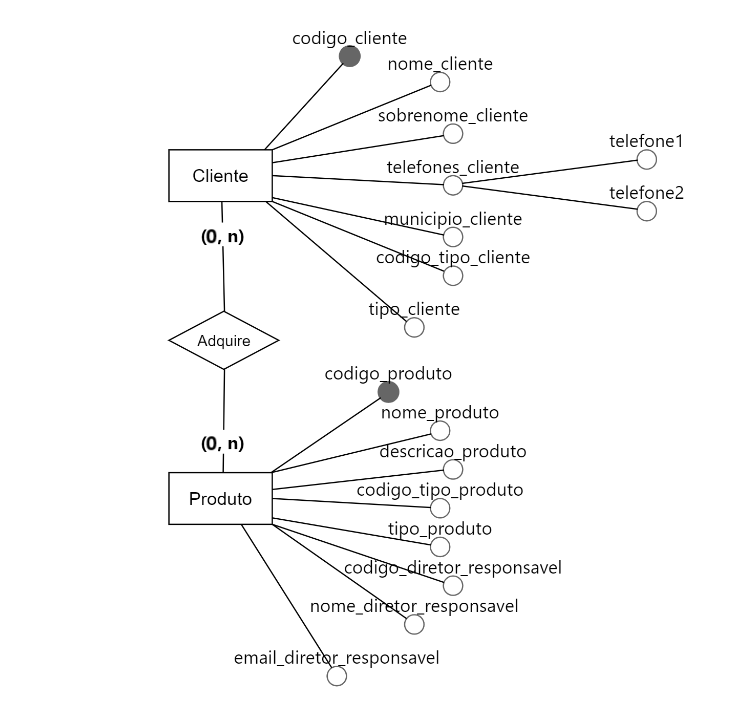 codigo_cliente
nome_cliente
sobrenome_cliente
telefones_cliente
telefone1
telefone2
Cliente
municipio_cliente
(0, n)
codigo_tipo_cliente
tipo_cliente
Adquire
codigo_produto
nome_produto
(0, n)
descricao_produto
codigo_tipo_produto
Produto
tipo_produto
codigo_diretor_responsavel
nome_diretor_responsavel
email_diretor_responsavel